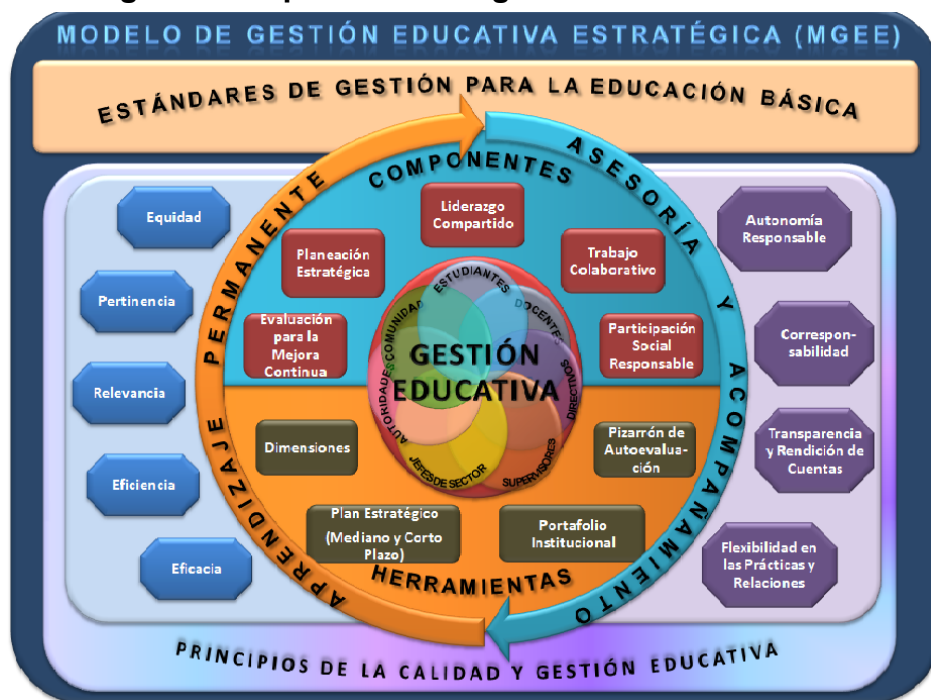 MODELO DE GESTIÓN EDUCATIVA ESTRATÉGICA (MGEE)
ESTÁNDARES DE GESTIÓN PARA LA EDUCACIÓN BÁSICA
APRENDIZAJE PERMANENTE
ASESORÍA Y ACOMPAÑAMIENTO
COMPONENTES
Equidad
Pertinencia
Relevancia
Eficiencia
Eficacia
Liderazgo
Compartido
Planeación
Estratégica
Trabajo
Colaborativo
Evaluación
para la
Mejora
Continua
Participación
Social
Responsable
ESTUDIANTES
DOCENTES
DIRECTIVOS
SUPERVISORES
JEFES DE SECTOR
AUTORIDADES
COMUNIDAD
GESTIÓN
EDUCATIVA
Dimensiones
Pizarrón de
Autoevalua-
ción
Plan Estratégico
(Mediano y Corto
Plazo)
Portafolio
Institucional
HERRAMIENTAS
Autonomía
Responsable
Correspon-
sabilidad
Transparencia
y Rendición de
Cuentas
Flexibilidad en
las Prácticas y
Relaciones
PRINCIPIOS DE LA CALIDAD Y GESTIÓN EDUCATIVA